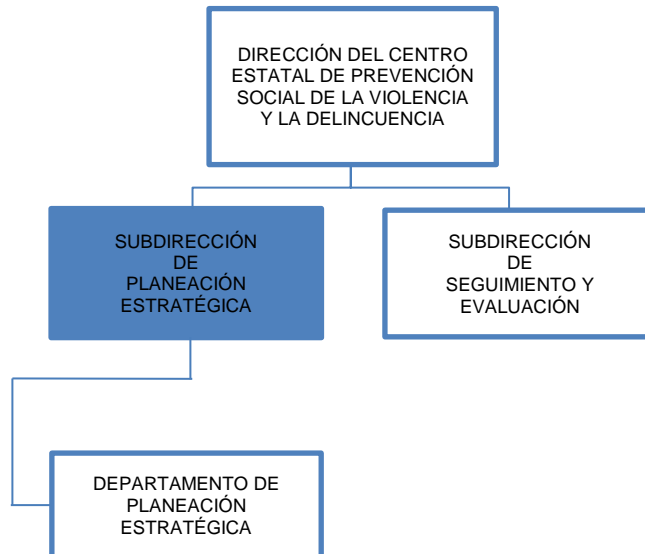 DIRECCIÓN DEL CENTRO
ESTATAL DE PREVENCIÓN
SOCIAL DE LA VIOLENCIA
Y LA DELINCUENCIA
SUBDIRECCIÓN
DE
PLANEACIÓN
ESTRATÉGICA
SUBDIRECCIÓN
DE
SEGUIMIENTO Y
EVALUACIÓN
DEPARTAMENTO DE
PLANEACIÓN
ESTRATÉGICA